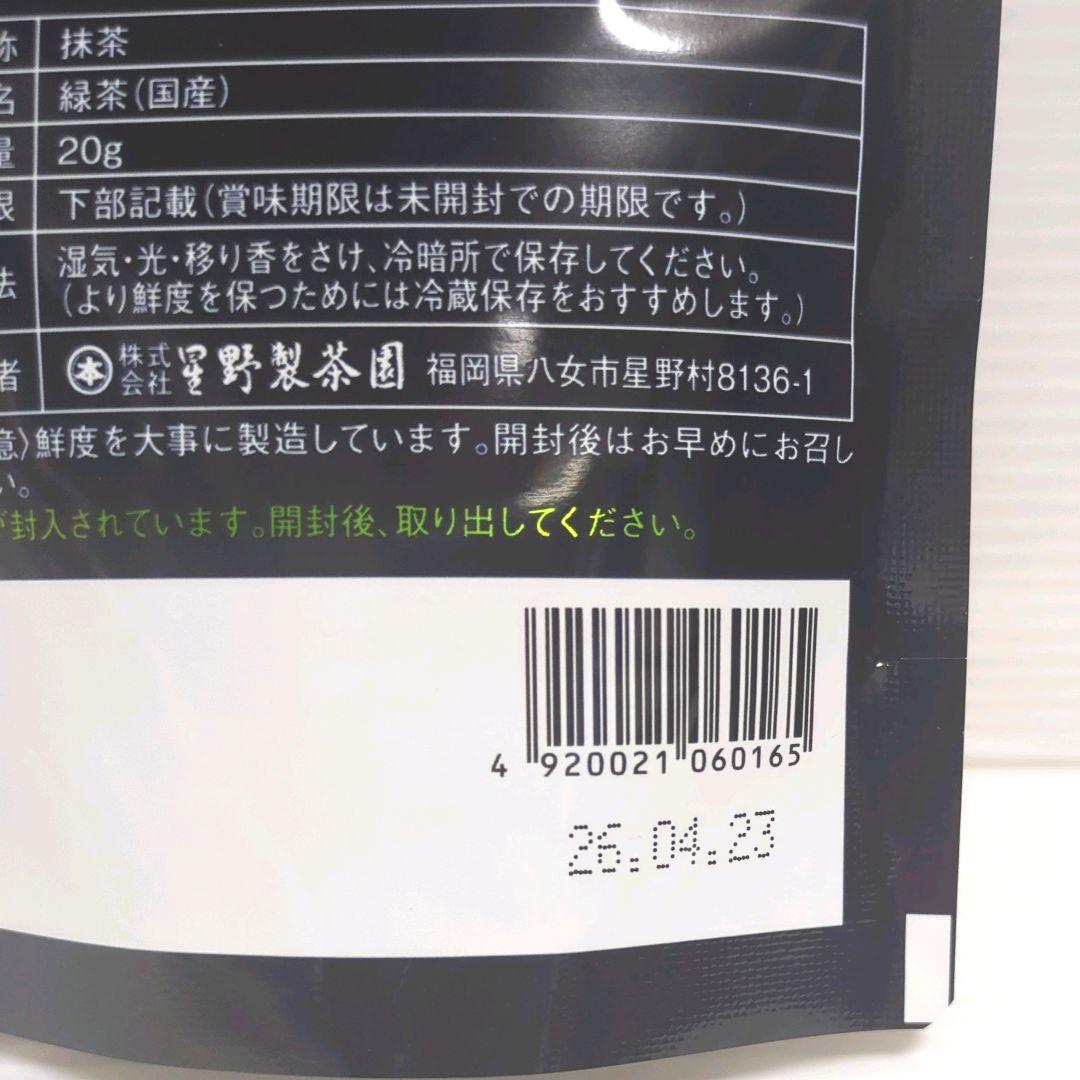 称 抹茶
名 緑茶(国産)
量 20g
限 下部記載(賞味期限は未開封での期限です。)
法 湿気・光・移り香をさけ、冷暗所で保存してください。
(より鮮度を保つためには冷蔵保存をおすすめします。)
者 本 株式会社 星野製茶園 福岡県八女市星野村8136-1
意〉鮮度を大事に製造しています。開封後はお早めにお召し
い。
が封入されています。開封後、取り出してください。
4 920021 060165
26.04.23